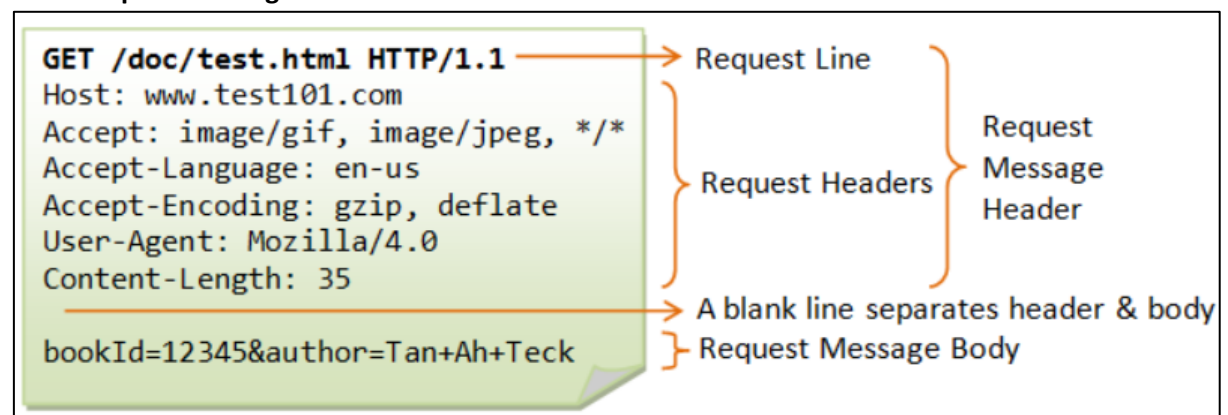 GET /doc/test.html HTTP/1.1
Request Line
Host: www.test101.com
Accept: image/gif, image/jpeg, */*
Accept-Language: en-us
Accept-Encoding: gzip, deflate
User-Agent: Mozilla/4.0
Content-Length: 35
Request Headers
Request
Message
Header
A blank line separates header & body
bookId=12345&author=Tan+Ah+Teck
Request Message Body